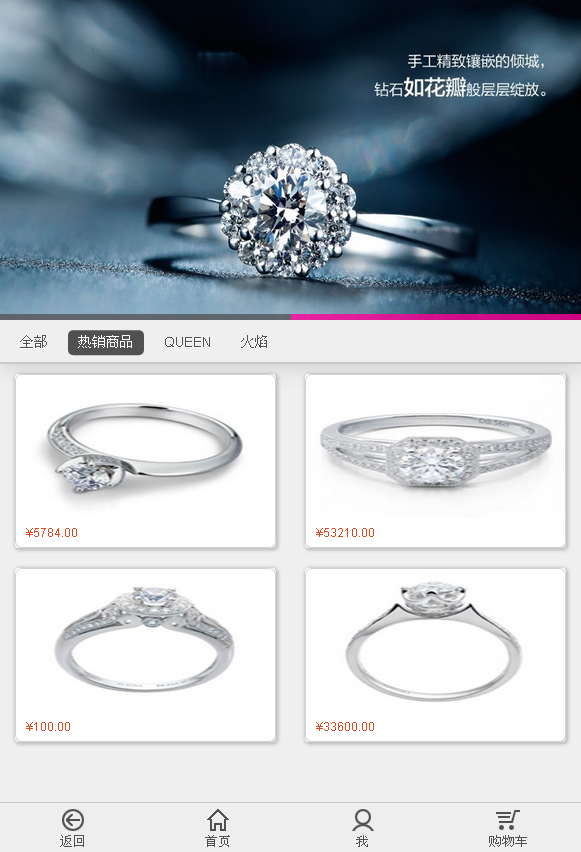 手工精致镶嵌的倾城，
钻石如花瓣般层层绽放。
全部 热销商品 QUEEN 火焰
¥5784.00 ¥53210.00
¥100.00 ¥33600.00
返回 首页 我 购物车